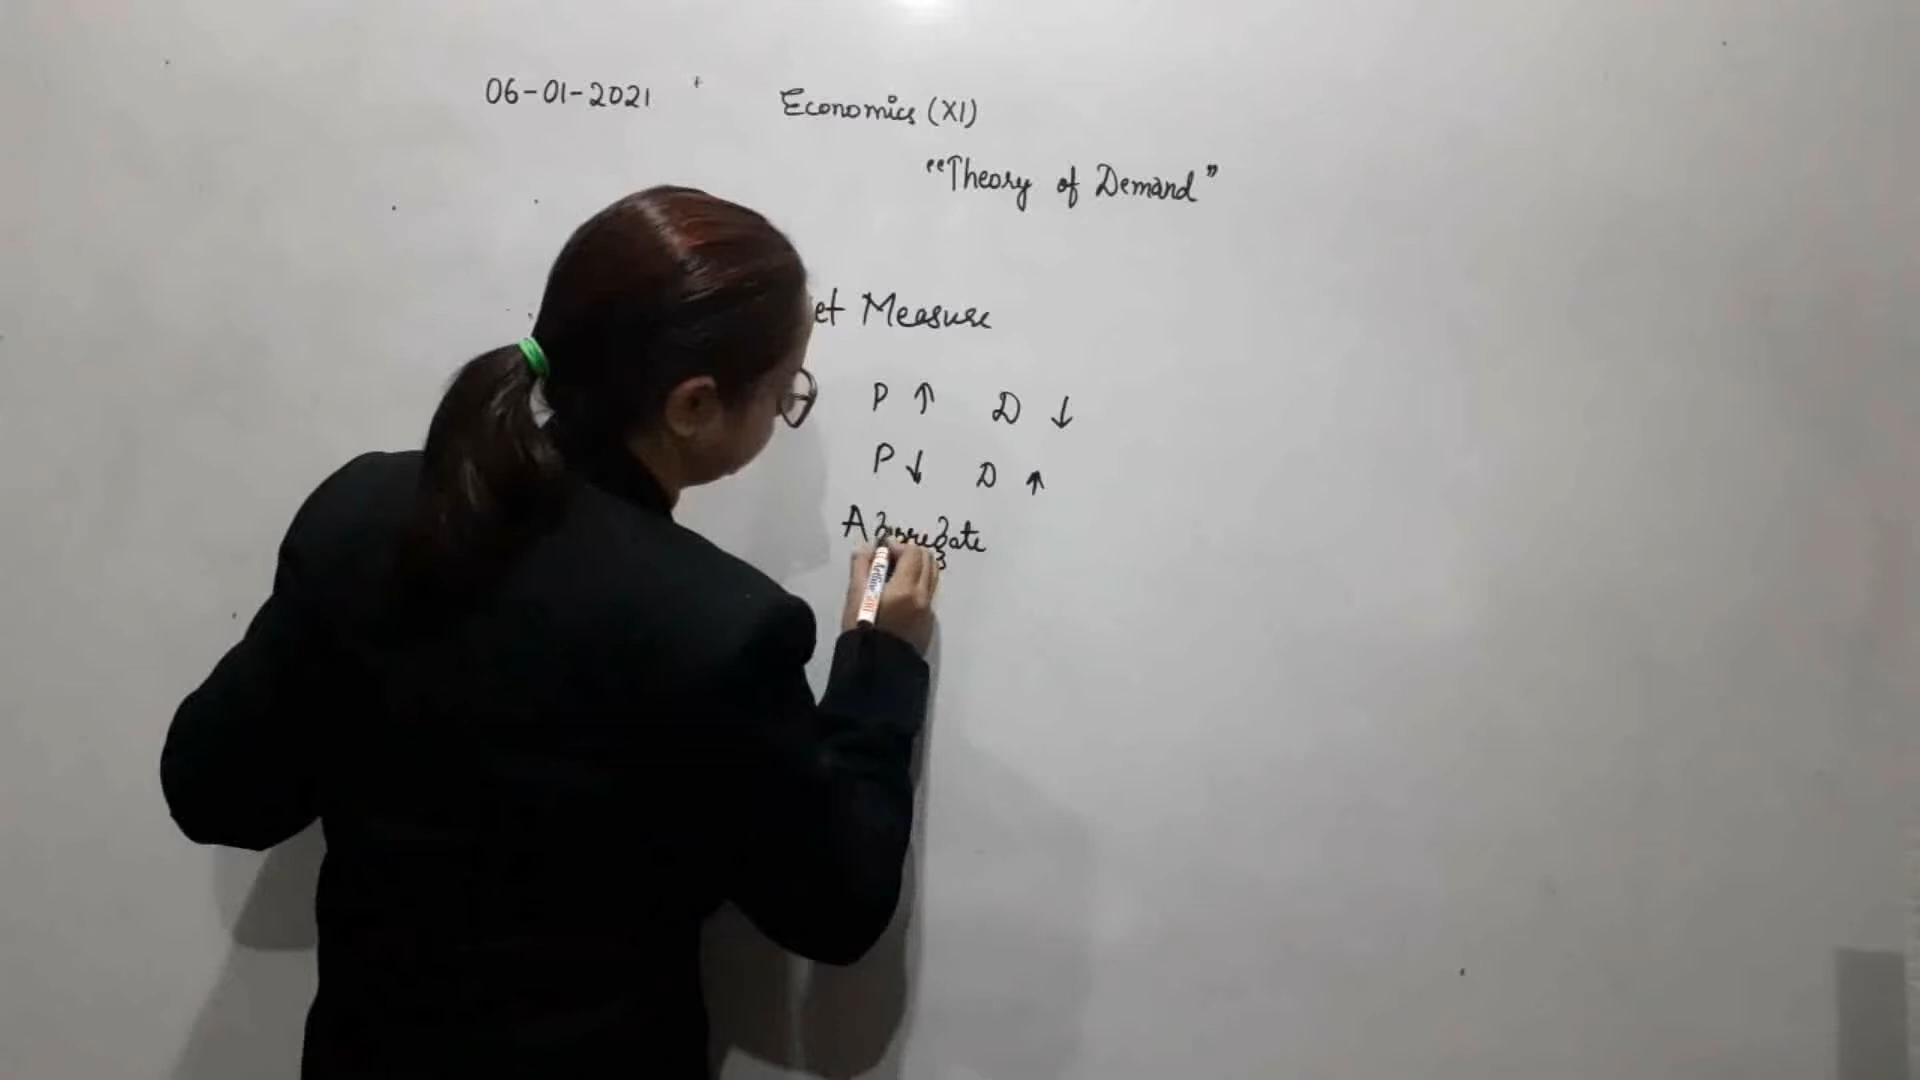 06-01-2021 Economics (XI)
"Theory of Demand"
et Measure
P ↑ D ↓
P ↓ D ↑
Aggregate